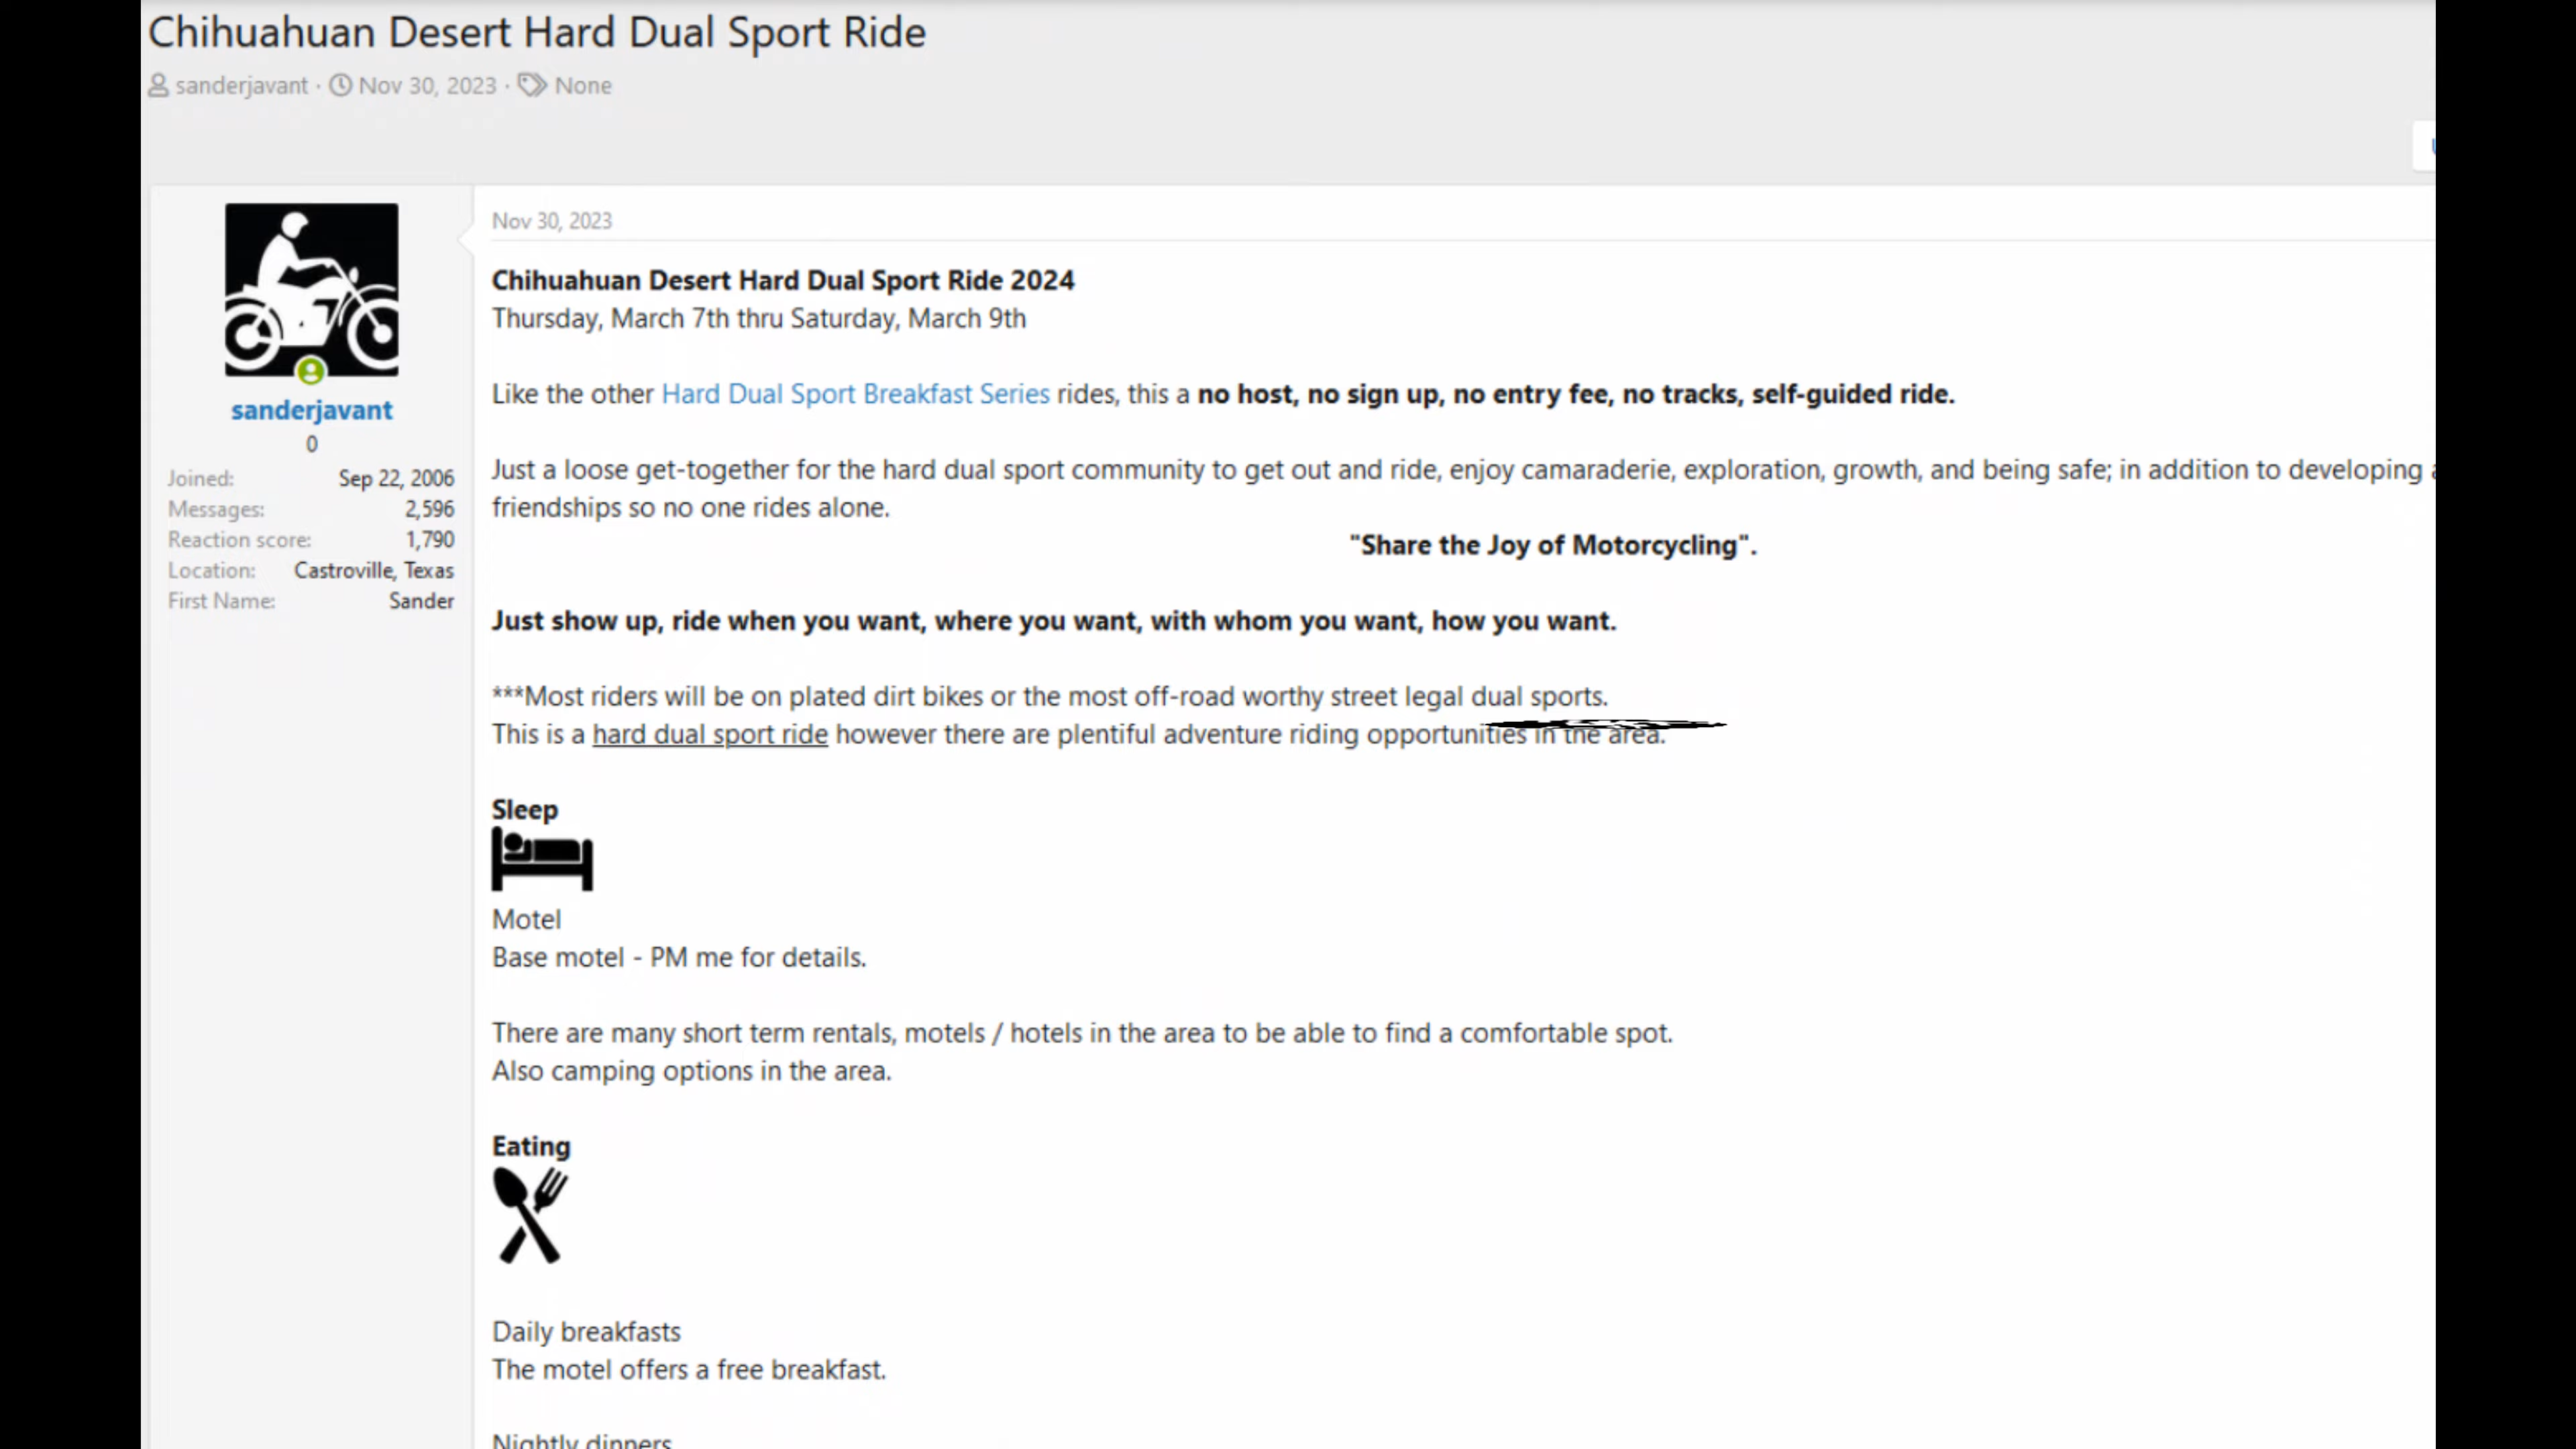 Chihuahuan Desert Hard Dual Sport Ride
sanderjavant · Nov 30, 2023 · None
sanderjavant
0
Joined: Sep 22, 2006
Messages: 2,596
Reaction score: 1,790
Location: Castroville, Texas
First Name: Sander
Nov 30, 2023
Chihuahuan Desert Hard Dual Sport Ride 2024
Thursday, March 7th thru Saturday, March 9th
Like the other Hard Dual Sport Breakfast Series rides, this a no host, no sign up, no entry fee, no tracks, self-guided ride.
Just a loose get-together for the hard dual sport community to get out and ride, enjoy camaraderie, exploration, growth, and being safe; in addition to developing
friendships so no one rides alone.
"Share the Joy of Motorcycling".
Just show up, ride when you want, where you want, with whom you want, how you want.
***Most riders will be on plated dirt bikes or the most off-road worthy street legal dual sports.
This is a hard dual sport ride however there are plentiful adventure riding opportunities in the area.
Sleep
Motel
Base motel - PM me for details.
There are many short term rentals, motels / hotels in the area to be able to find a comfortable spot.
Also camping options in the area.
Eating
Daily breakfasts
The motel offers a free breakfast.
Nightly dinners